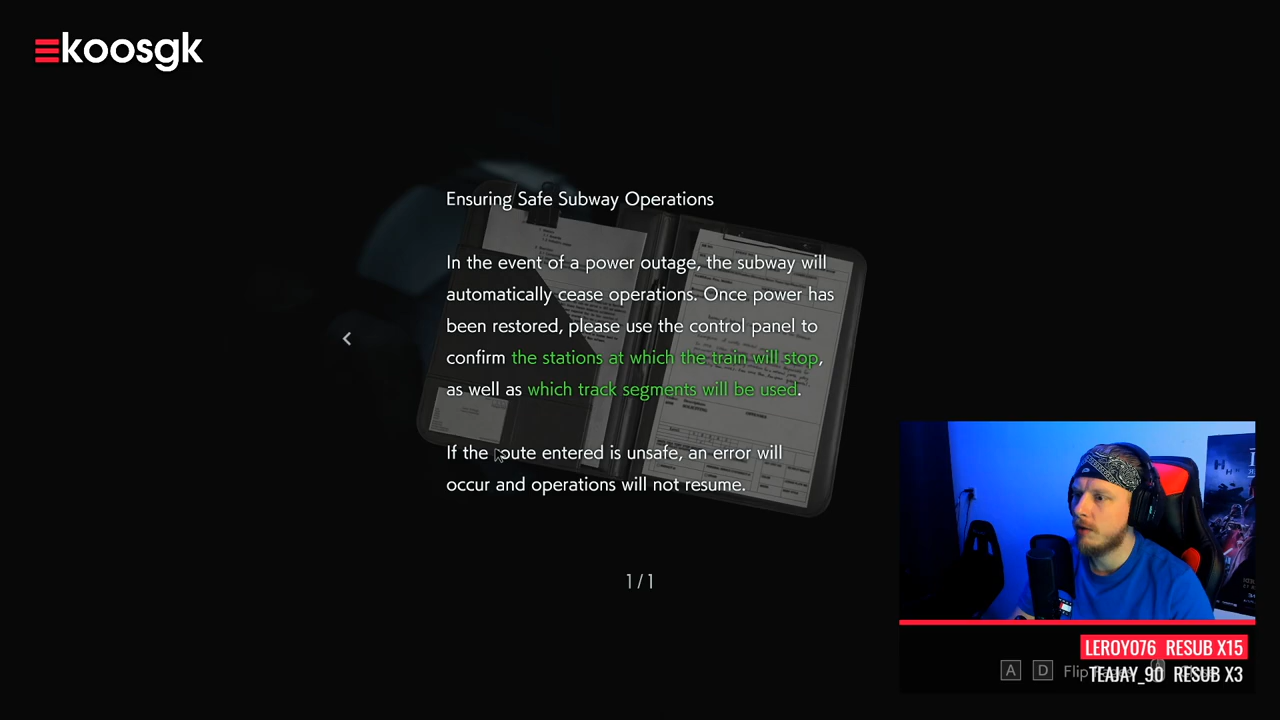 koosgk
Ensuring Safe Subway Operations
In the event of a power outage, the subway will
automatically cease operations. Once power has
been restored, please use the control panel to
confirm the stations at which the train will stop,
as well as which track segments will be used.
If the route entered is unsafe, an error will
occur and operations will not resume.
1 / 1
LEROY076 RESUB X15
A D Flip
TEAJAY_90 RESUB X3